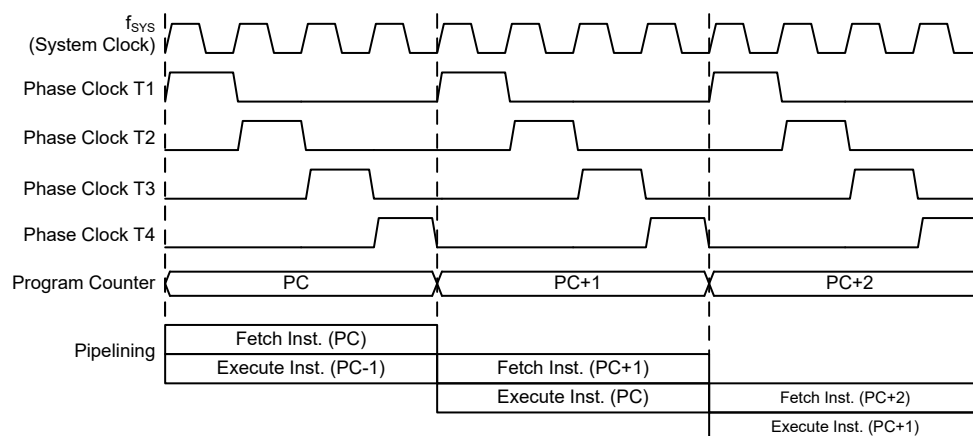 fSYS
(System Clock)
Phase Clock T1
Phase Clock T2
Phase Clock T3
Phase Clock T4
Program Counter PC PC+1 PC+2
Pipelining
Fetch Inst. (PC)
Execute Inst. (PC-1) Fetch Inst. (PC+1)
Execute Inst. (PC) Fetch Inst. (PC+2)
Execute Inst. (PC+1)